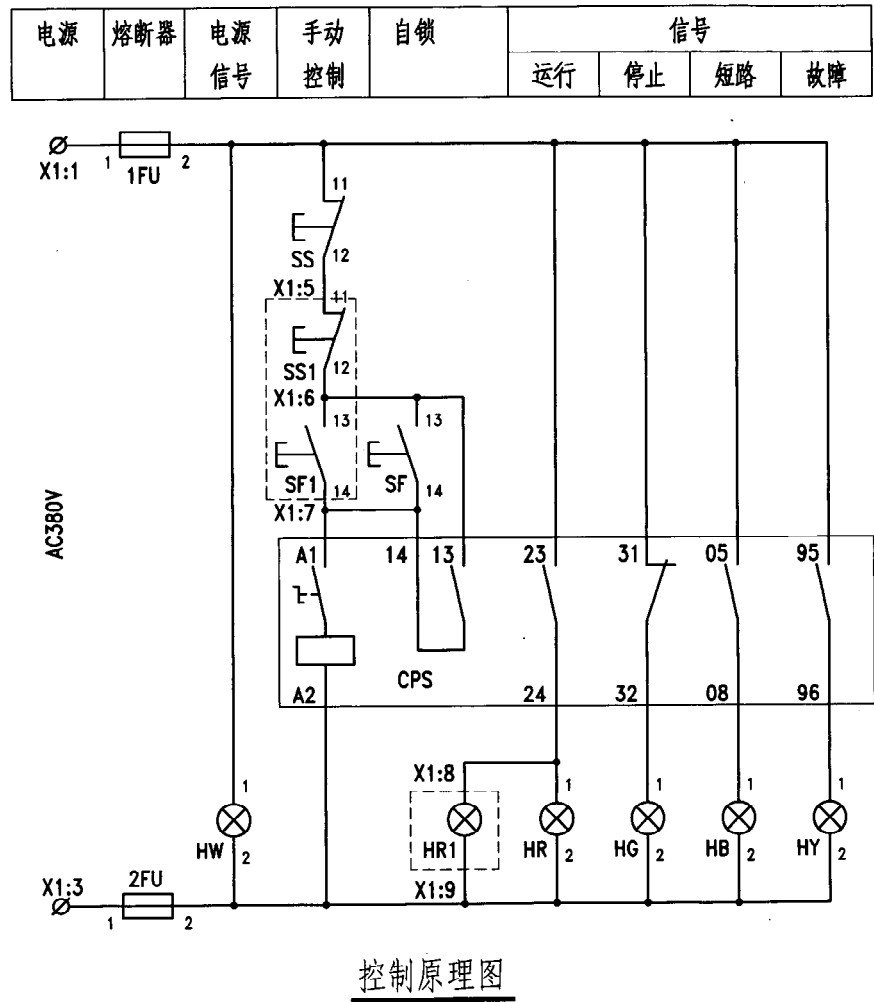 电源 熔断器 电源信号 手动控制 自锁 信号
运行 停止 短路 故障
X1:1 1 1FU 2
11
SS 12
X1:5 11
SS1 12
X1:6 13 13
SF1 14 SF 14
X1:7
AC380V
A1 14 13 23 31 05 95
CPS
A2 24 32 08 96
X1:8
1 1 1 1 1
HW 2 HR1 HR 2 HG 2 HB 2 HY 2
X1:3 2FU X1:9
1 2
控制原理图